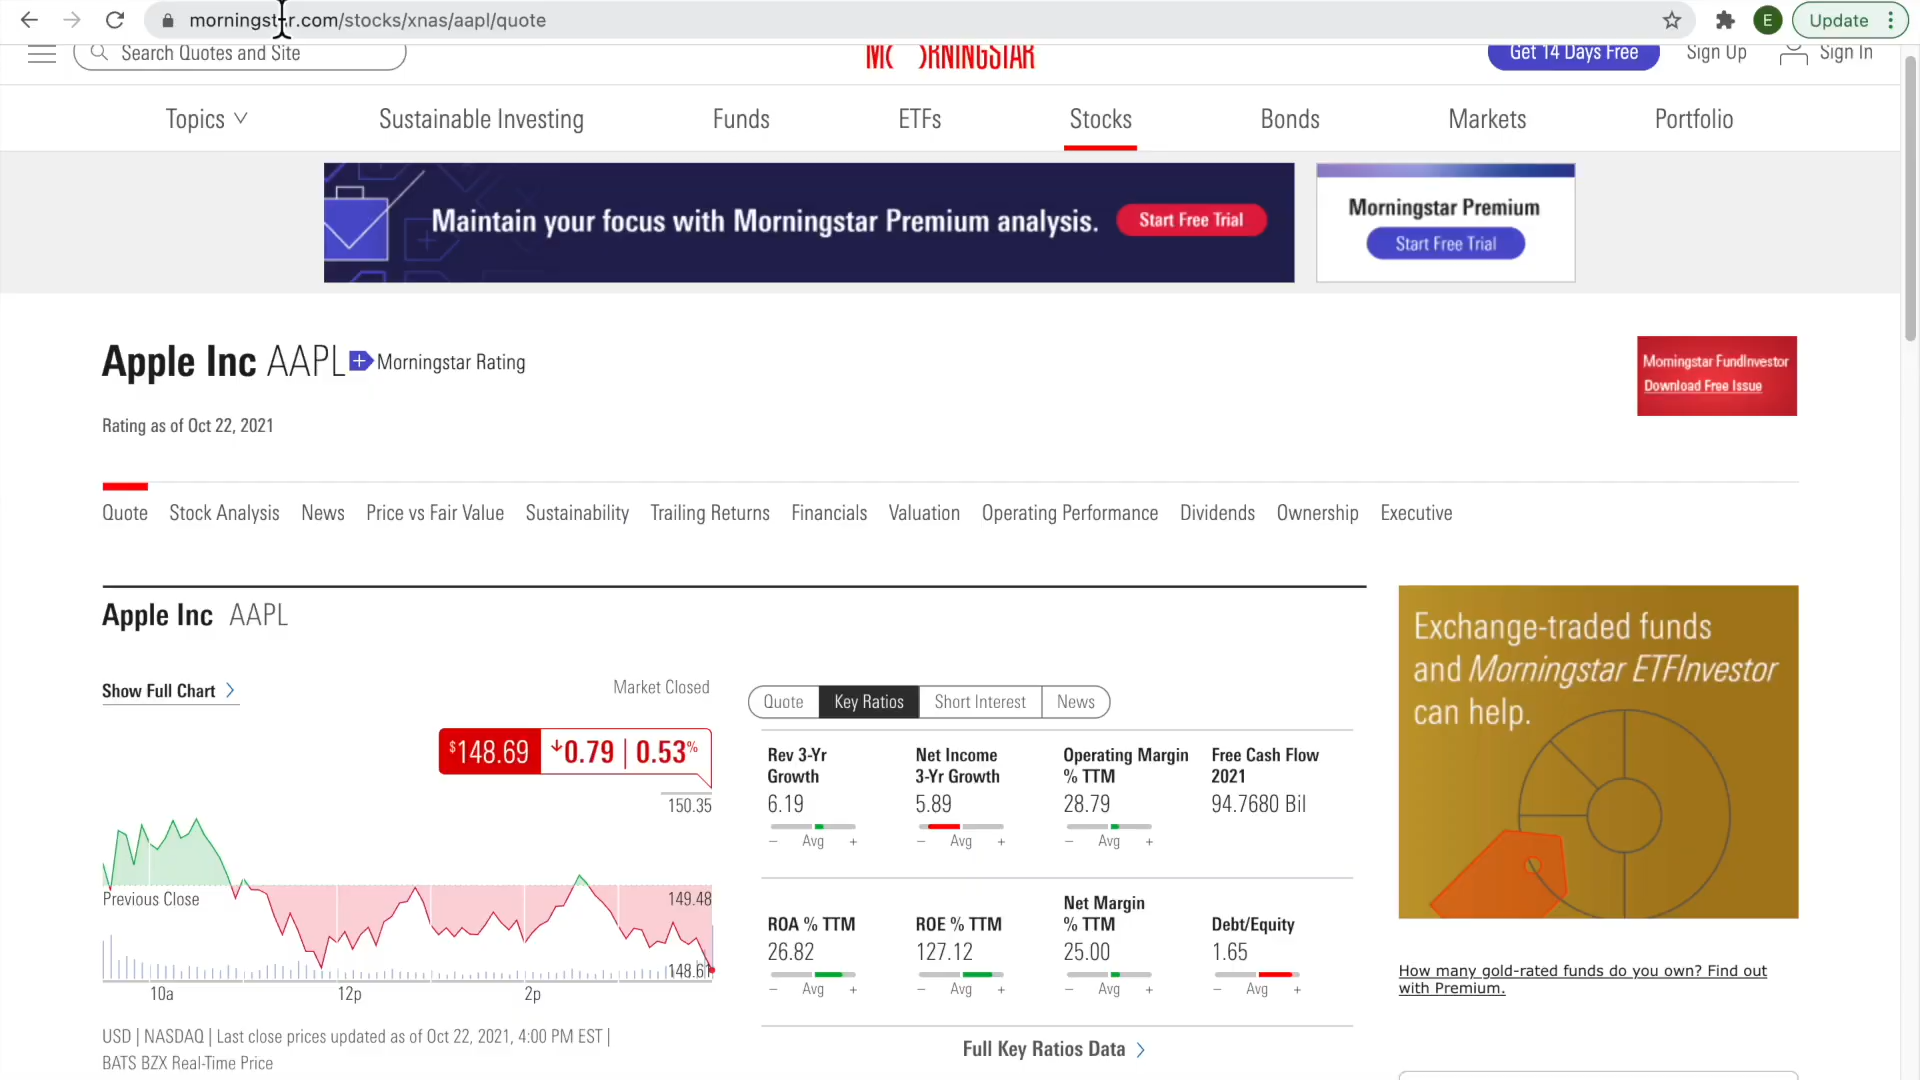 morningstar.com/stocks/xnas/aapl/quote
E
Update
Search Quotes and Site
MORNINGSTAR
Get 14 Days Free
Sign Up
Sign In
Topics
Sustainable Investing
Funds
ETFs
Stocks
Bonds
Markets
Portfolio
Maintain your focus with Morningstar Premium analysis.
Start Free Trial
Morningstar Premium
Start Free Trial
Apple Inc AAPL
Morningstar Rating
Morningstar FundInvestor
Download Free Issue
Rating as of Oct 22, 2021
Quote
Stock Analysis
News
Price vs Fair Value
Sustainability
Trailing Returns
Financials
Valuation
Operating Performance
Dividends
Ownership
Executive
Apple Inc AAPL
Show Full Chart
Market Closed
$148.69
↓0.79 | 0.53%
150.35
Previous Close
149.48
148.61
10a
12p
2p
USD | NASDAQ | Last close prices updated as of Oct 22, 2021, 4:00 PM EST |
BATS BZX Real-Time Price
Quote
Key Ratios
Short Interest
News
Rev 3-Yr
Growth
6.19
− Avg +
Net Income
3-Yr Growth
5.89
− Avg +
Operating Margin
% TTM
28.79
− Avg +
Free Cash Flow
2021
94.7680 Bil
ROA % TTM
26.82
− Avg +
ROE % TTM
127.12
− Avg +
Net Margin
% TTM
25.00
− Avg +
Debt/Equity
1.65
− Avg +
Full Key Ratios Data
Exchange-traded funds
and Morningstar ETFInvestor
can help.
How many gold-rated funds do you own? Find out
with Premium.